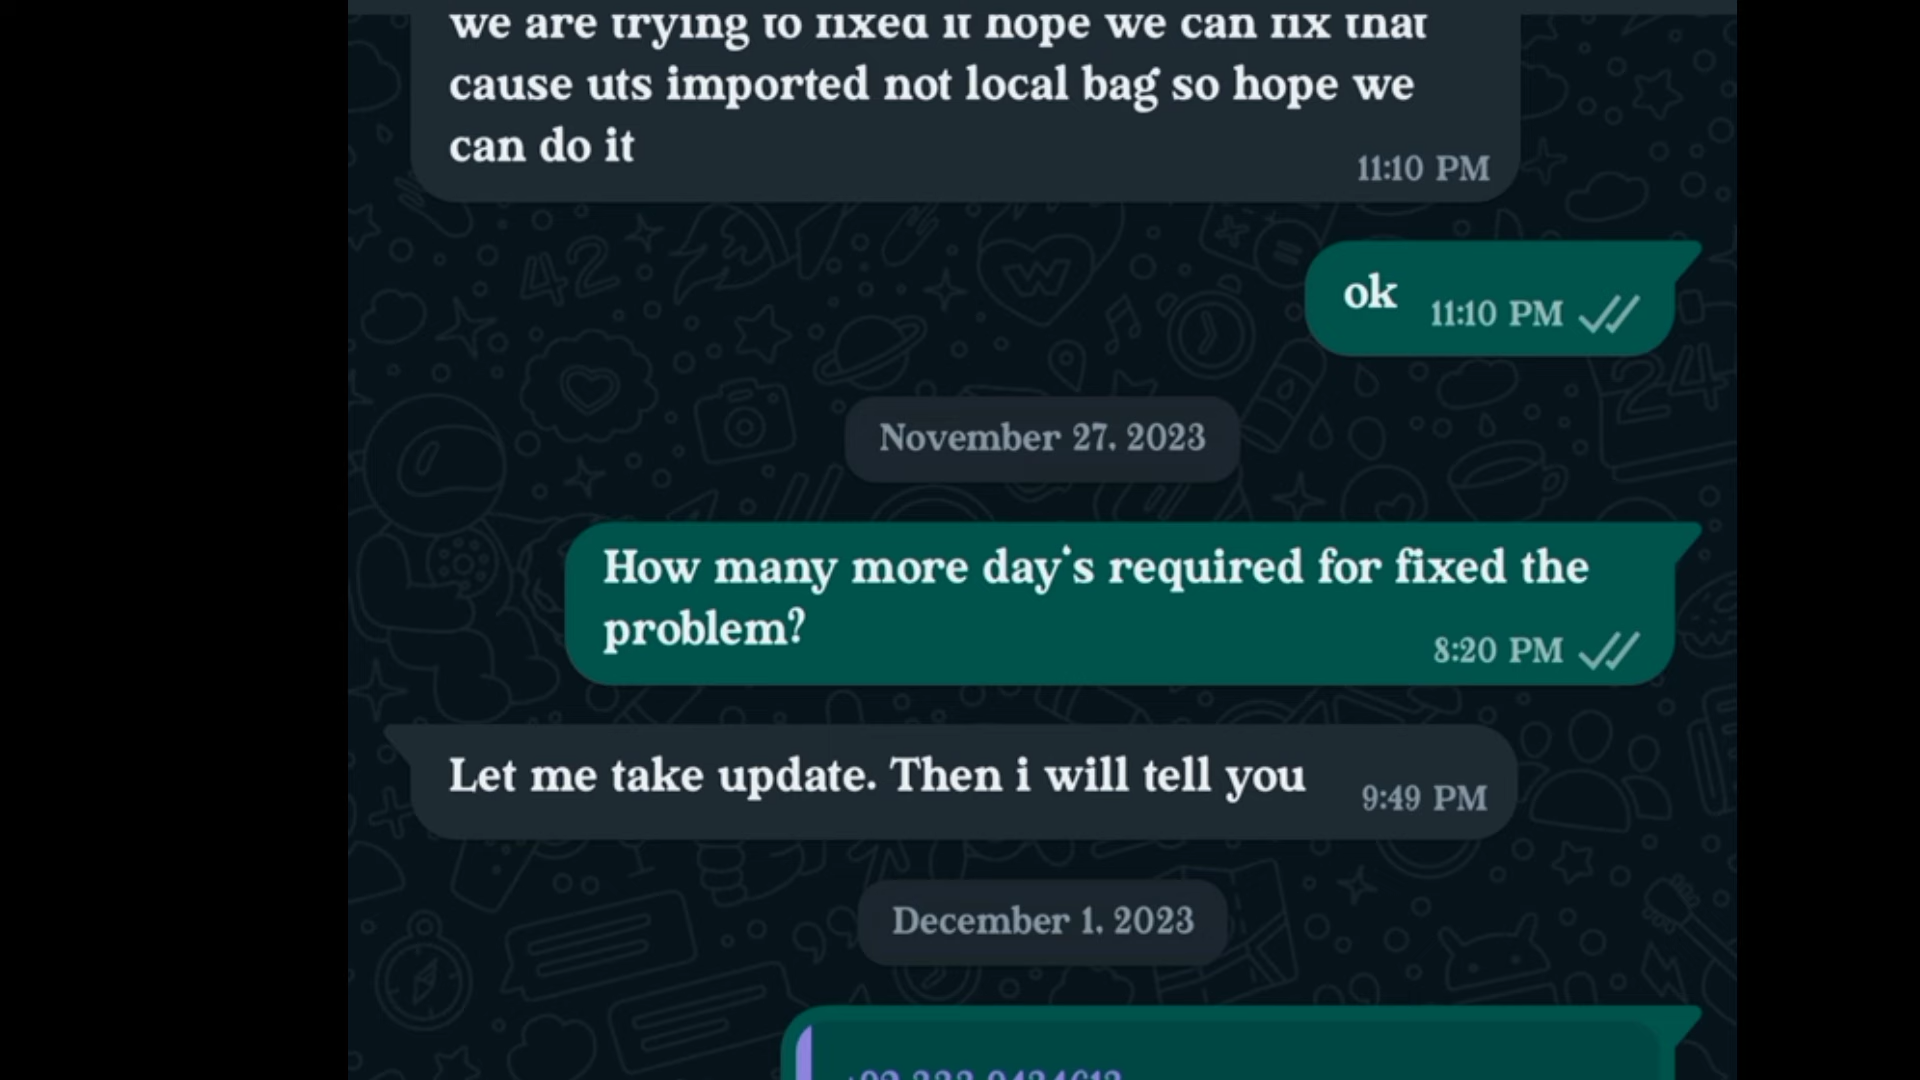 we are trying to fixed it hope we can fix that
cause uts imported not local bag so hope we
can do it
11:10 PM
ok 11:10 PM
November 27, 2023
How many more day's required for fixed the
problem?
8:20 PM
Let me take update. Then i will tell you 9:49 PM
December 1, 2023